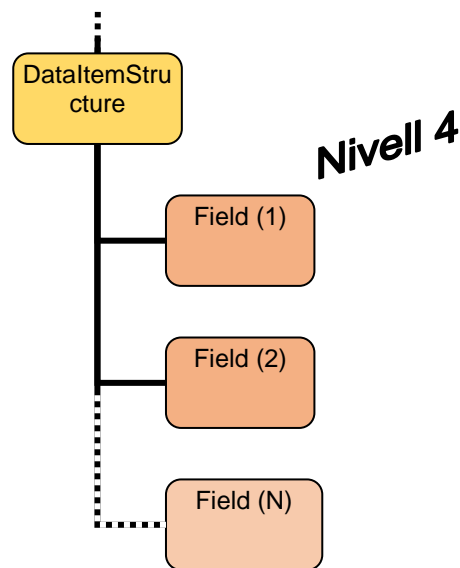 DataItemStru
cture
Nivell 4
Field (1)
Field (2)
Field (N)